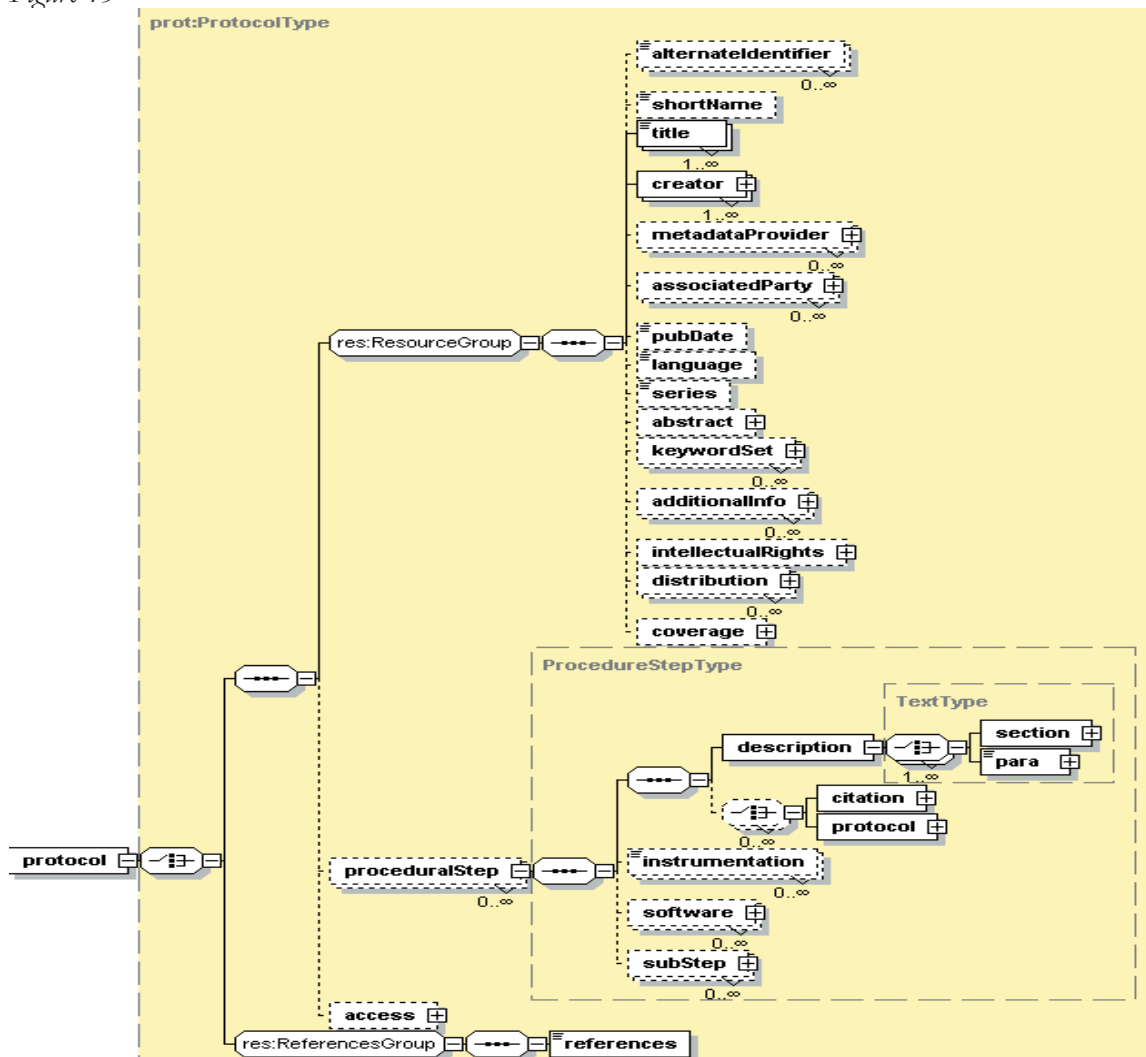 Figure 15
prot:ProtocolType
alternateIdentifier
0..∞
shortName
title
1..∞
creator
1..∞
metadataProvider
0..∞
associatedParty
0..∞
res:ResourceGroup
pubDate
language
series
abstract
keywordSet
0..∞
additionalInfo
0..∞
intellectualRights
distribution
0..∞
coverage
ProcedureStepType
TextType
section
description
para
1..∞
citation
protocol
0..∞
protocol
instrumentation
0..∞
proceduralStep
0..∞
software
0..∞
subStep
0..∞
access
res:ReferencesGroup
references